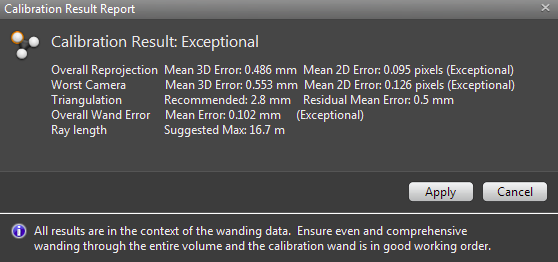 Calibration Result Report
Calibration Result: Exceptional
Overall Reprojection Mean 3D Error: 0.486 mm Mean 2D Error: 0.095 pixels (Exceptional)
Worst Camera Mean 3D Error: 0.553 mm Mean 2D Error: 0.126 pixels (Exceptional)
Triangulation Recommended: 2.8 mm Residual Mean Error: 0.5 mm
Overall Wand Error Mean Error: 0.102 mm (Exceptional)
Ray length Suggested Max: 16.7 m
Apply Cancel
All results are in the context of the wanding data. Ensure even and comprehensive
wanding through the entire volume and the calibration wand is in good working order.